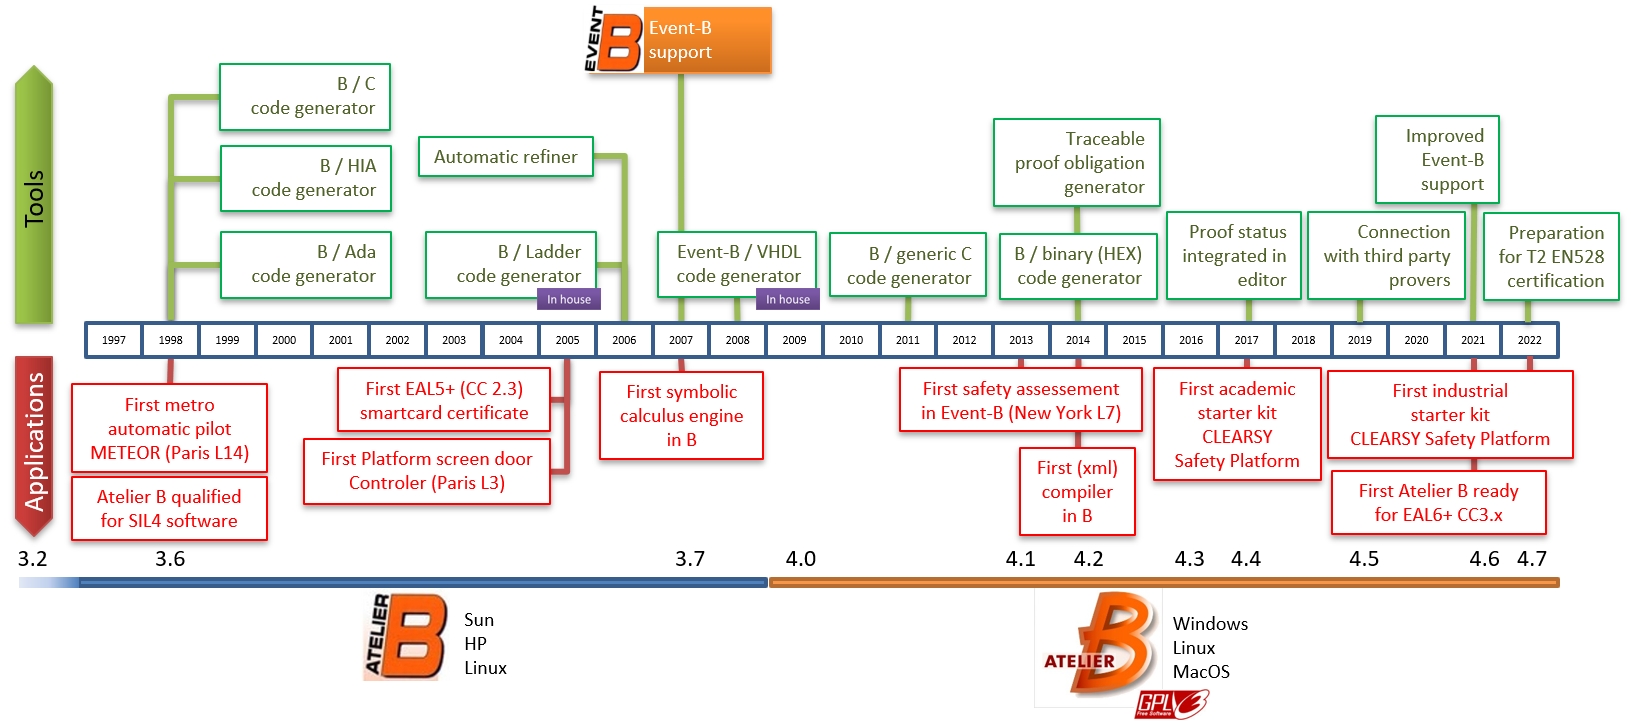 EVENT
B
Event-B
support
Tools
B / C
code generator
B / HIA
code generator
B / Ada
code generator
Automatic refiner
B / Ladder
code generator
In house
Event-B / VHDL
code generator
In house
B / generic C
code generator
Traceable
proof obligation
generator
B / binary (HEX)
code generator
Proof status
integrated in
editor
Improved
Event-B
support
Connection
with third party
provers
Preparation
for T2 EN528
certification
1997 1998 1999 2000 2001 2002 2003 2004 2005 2006 2007 2008 2009 2010 2011 2012 2013 2014 2015 2016 2017 2018 2019 2020 2021 2022
Applications
First metro
automatic pilot
METEOR (Paris L14)
Atelier B qualified
for SIL4 software
First EAL5+ (CC 2.3)
smartcard certificate
First Platform screen door
Controler (Paris L3)
First symbolic
calculus engine
in B
First safety assessement
in Event-B (New York L7)
First (xml)
compiler
in B
First academic
starter kit
CLEARSY
Safety Platform
First industrial
starter kit
CLEARSY Safety Platform
First Atelier B ready
for EAL6+ CC3.x
3.2 3.6 3.7 4.0 4.1 4.2 4.3 4.4 4.5 4.6 4.7
ATELIER
B
Sun
HP
Linux
ATELIER
B
Windows
Linux
MacOS
GPLv3
Free Software